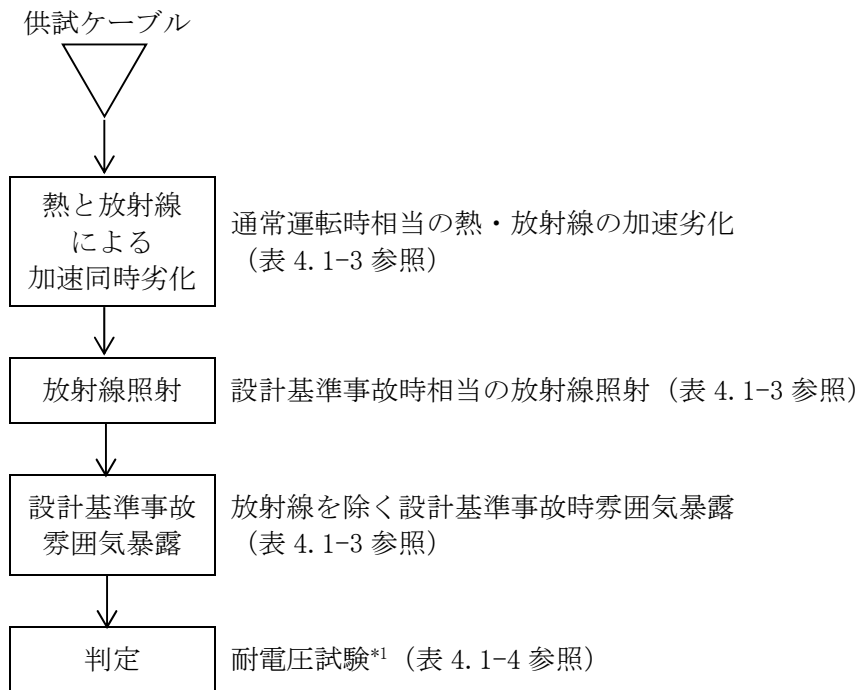 供試ケーブル
熱と放射線
による
加速同時劣化
通常運転時相当の熱・放射線の加速劣化
（表 4.1-3 参照）
放射線照射
設計基準事故時相当の放射線照射（表 4.1-3 参照）
設計基準事故
雰囲気暴露
放射線を除く設計基準事故時雰囲気暴露
（表 4.1-3 参照）
判定
耐電圧試験*1（表 4.1-4 参照）